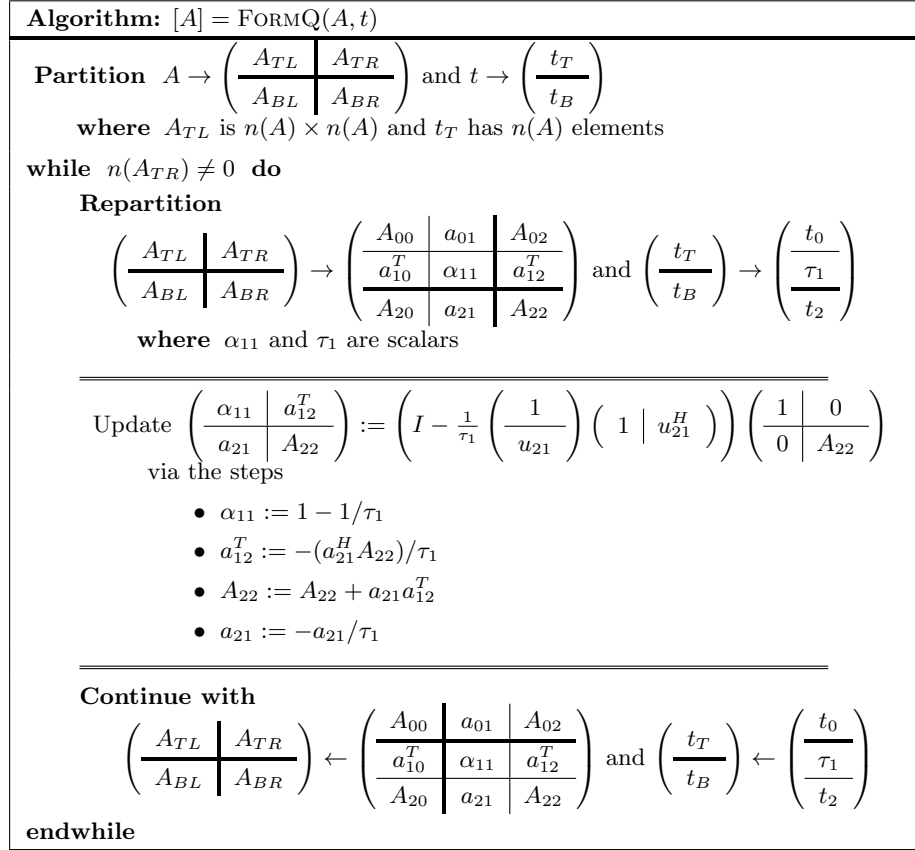 Algorithm: [A] = FormQ(A, t)
Partition A → ( A_TL | A_TR ; A_BL | A_BR ) and t → ( t_T ; t_B )
where A_TL is n(A) × n(A) and t_T has n(A) elements
while n(A_TR) ≠ 0 do
Repartition
( A_TL | A_TR ; A_BL | A_BR ) → ( A_00 | a_01 | A_02 ; a_10^T | α_11 | a_12^T ; A_20 | a_21 | A_22 ) and ( t_T ; t_B ) → ( t_0 ; τ_1 ; t_2 )
where α_11 and τ_1 are scalars
Update ( α_11 | a_12^T ; a_21 | A_22 ) := ( I − 1/τ_1 ( 1 ; u_21 ) ( 1 | u_21^H ) ) ( 1 | 0 ; 0 | A_22 )
via the steps
• α_11 := 1 − 1/τ_1
• a_12^T := −(a_21^H A_22)/τ_1
• A_22 := A_22 + a_21 a_12^T
• a_21 := −a_21/τ_1
Continue with
( A_TL | A_TR ; A_BL | A_BR ) ← ( A_00 | a_01 | A_02 ; a_10^T | α_11 | a_12^T ; A_20 | a_21 | A_22 ) and ( t_T ; t_B ) ← ( t_0 ; τ_1 ; t_2 )
endwhile